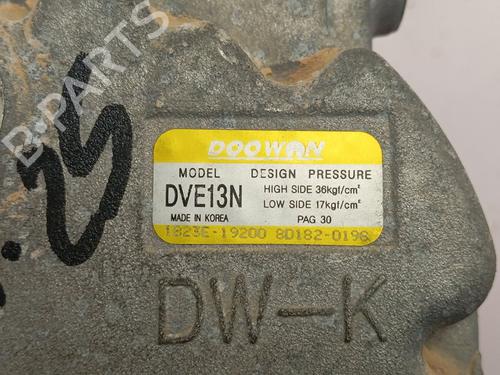 DOOWAN
MODEL DESIGN PRESSURE
DVE13N HIGH SIDE 36kgf/cm²
LOW SIDE 17kgf/cm²
MADE IN KOREA PAG 30
1823E-19200 8D182-0196
DW-K
B-PARTS